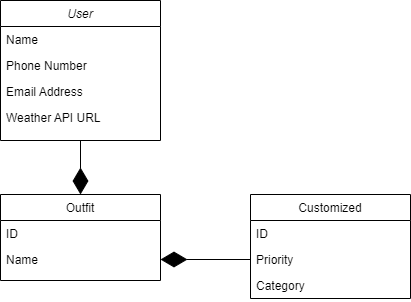 User
Name
Phone Number
Email Address
Weather API URL
Outfit
ID
Name
Customized
ID
Priority
Category